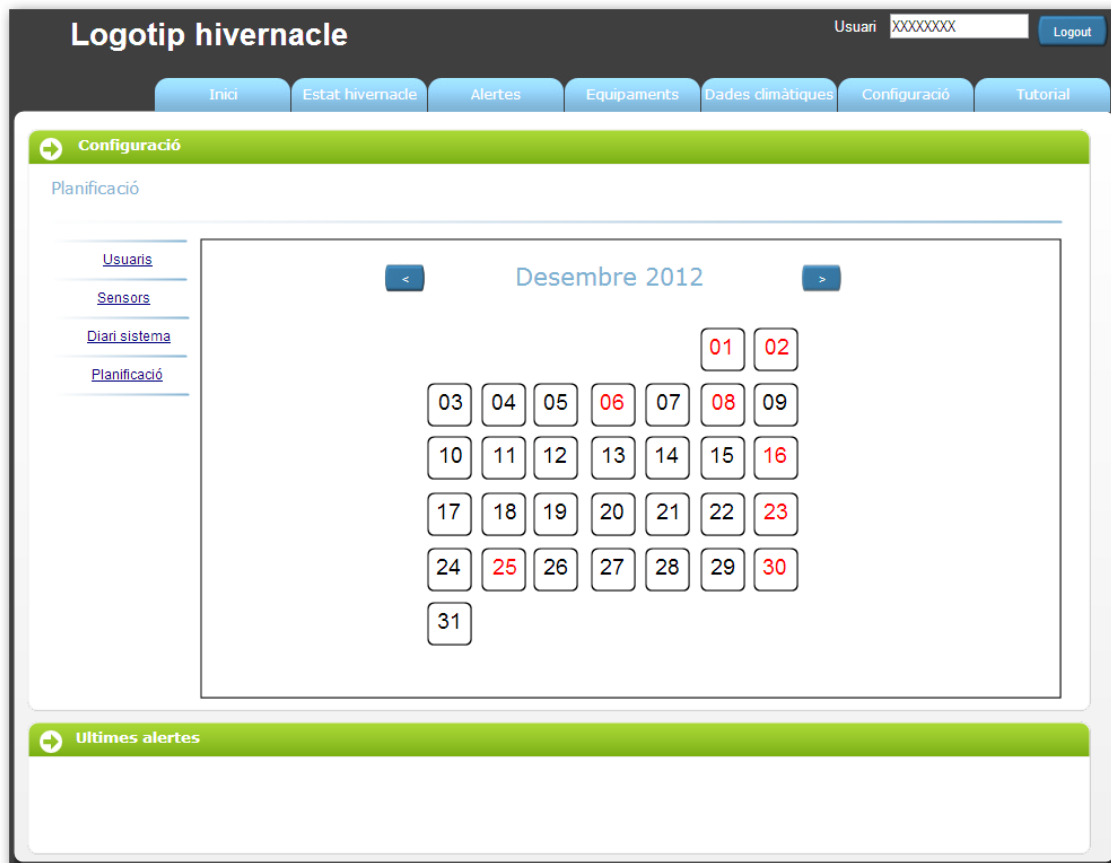 Logotip hivernacle
Usuari XXXXXXXX Logout
Inici Estat hivernacle Alertes Equipaments Dades climàtiques Configuració Tutorial
Configuració
Planificació
Usuaris
Sensors
Diari sistema
Planificació
< Desembre 2012 >
01 02
03 04 05 06 07 08 09
10 11 12 13 14 15 16
17 18 19 20 21 22 23
24 25 26 27 28 29 30
31
Ultimes alertes